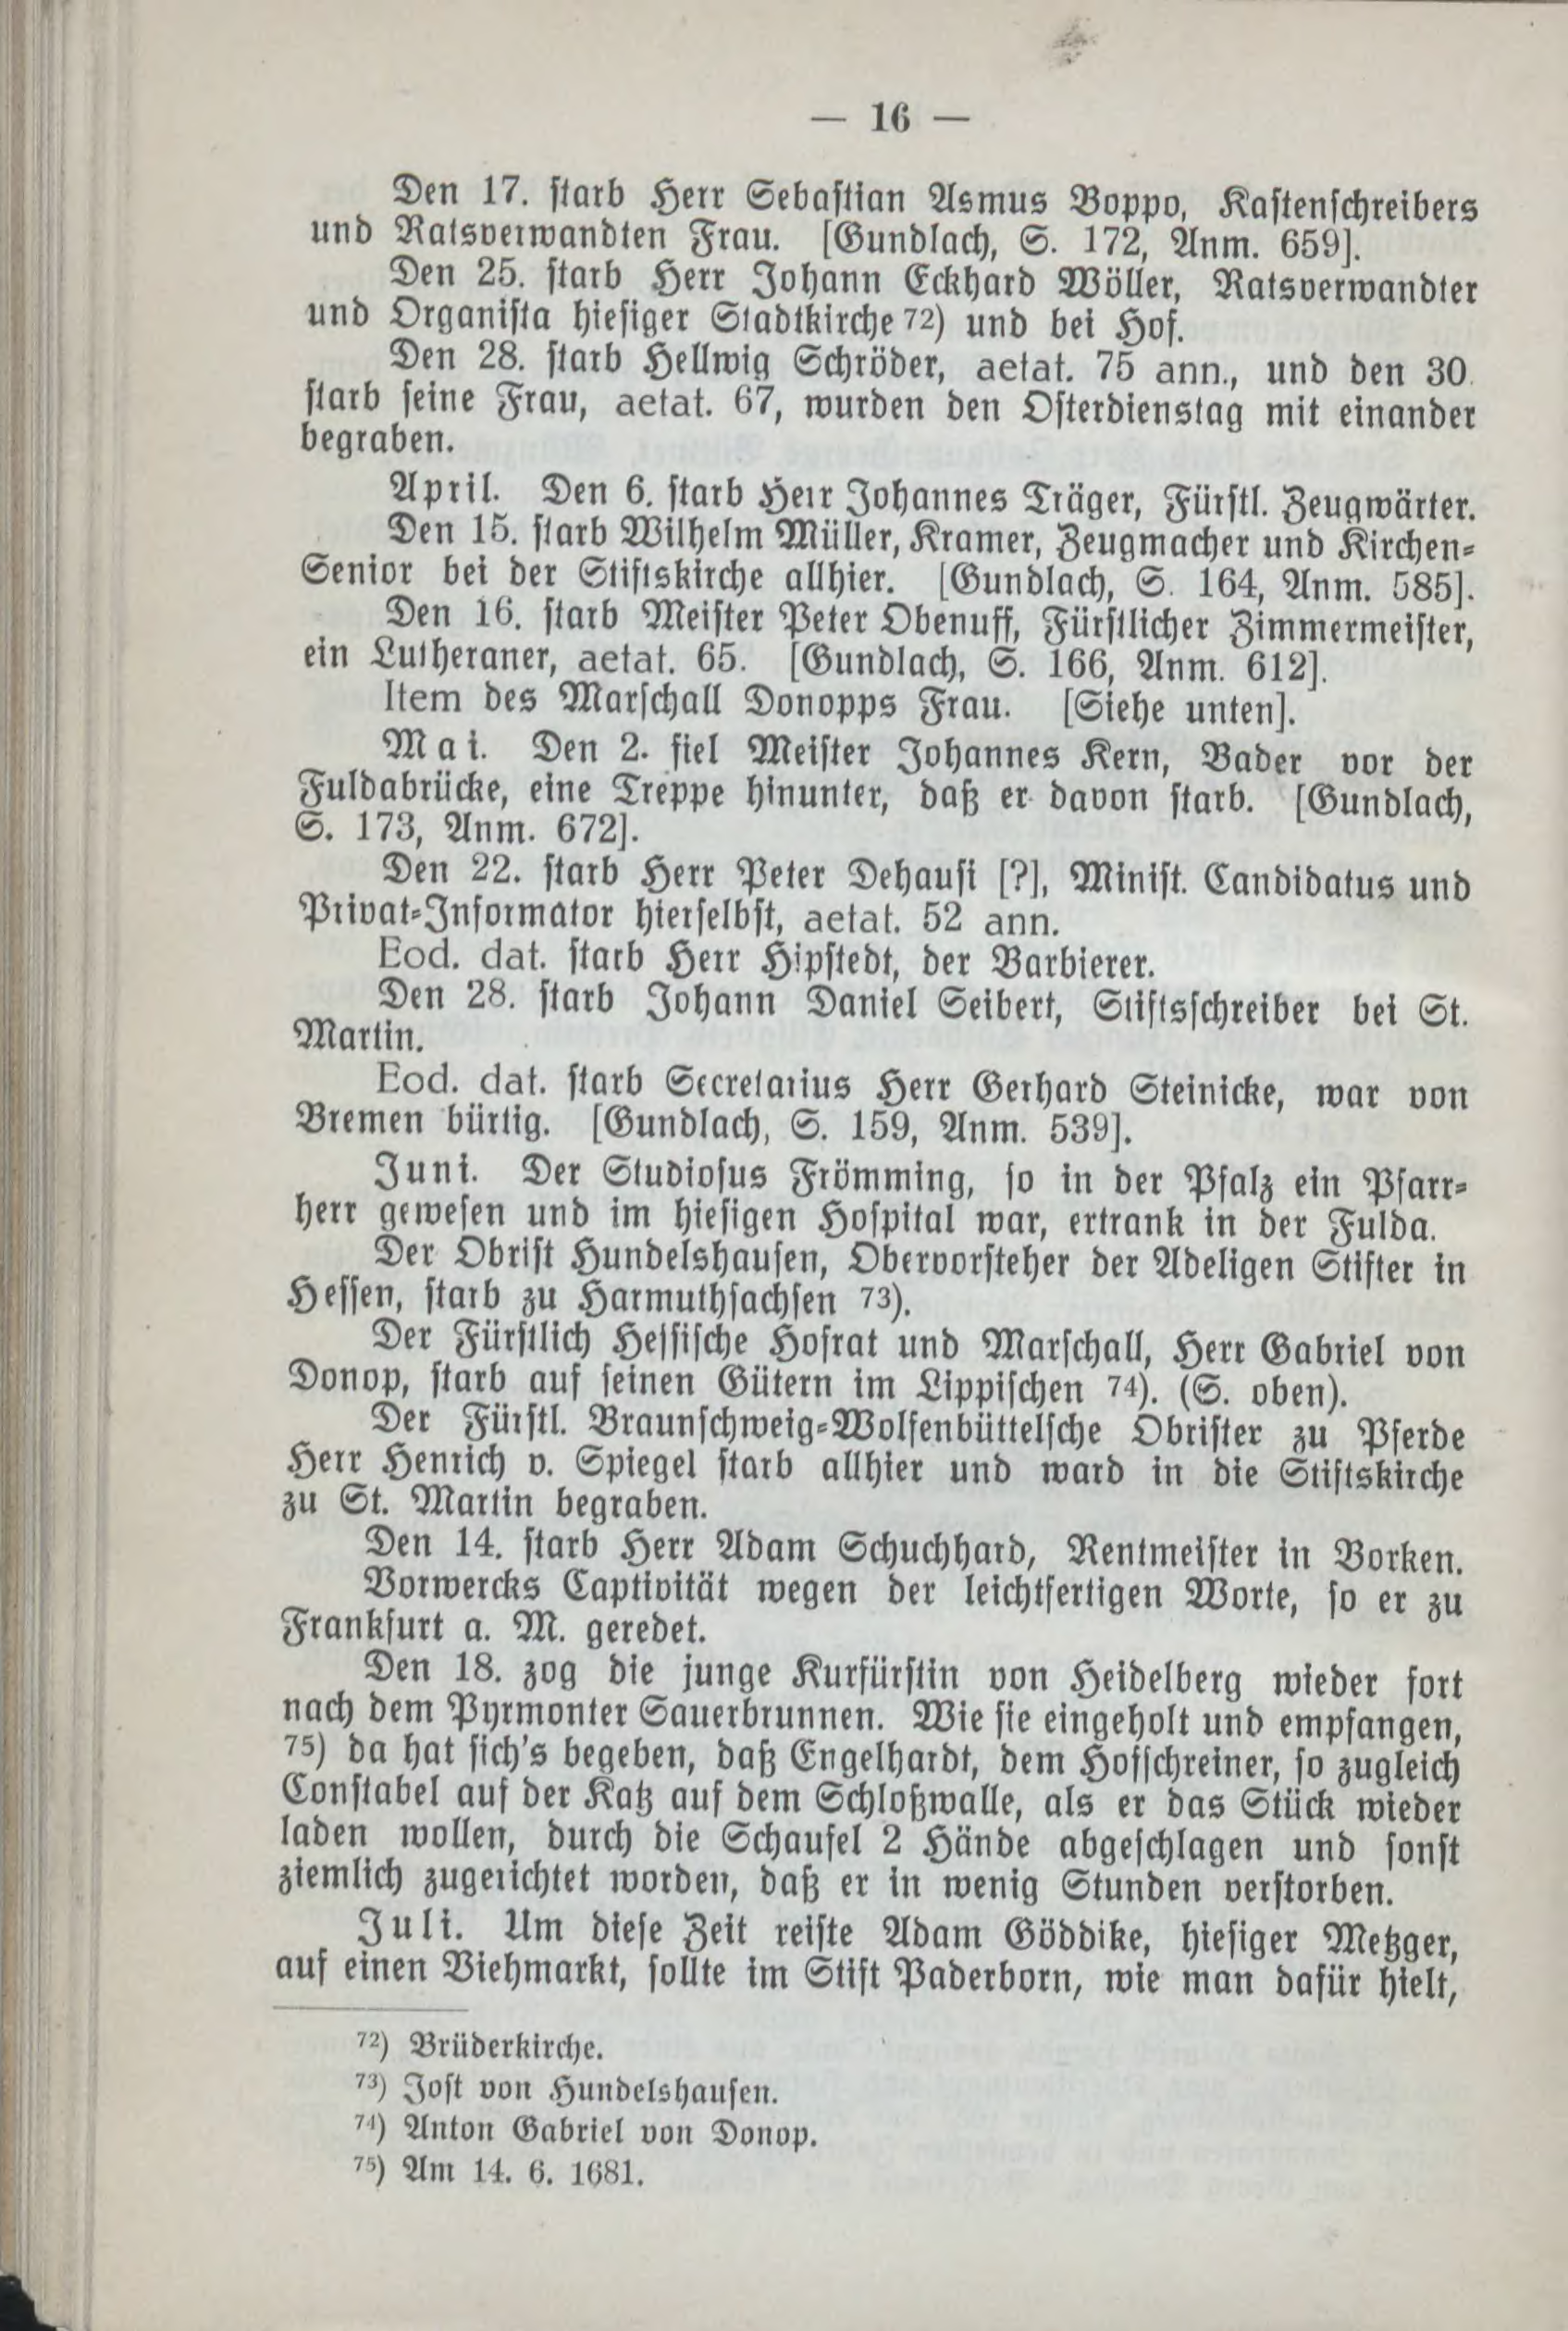 — 16 —
Den 17. starb Herr Sebastian Asmus Boppo, Kastenschreibers
und Ratsverwandten Frau. [Gundlach, S. 172, Anm. 659].
Den 25. starb Herr Johann Eckhard Wöller, Ratsverwandter
und Organista hiesiger Stadtkirche 72) und bei Hof.
Den 28. starb Hellwig Schröder, aetat. 75 ann., und den 30.
starb seine Frau, aetat. 67, wurden den Osterdienstag mit einander
begraben.
April. Den 6. starb Herr Johannes Träger, Fürstl. Zeugwärter.
Den 15. starb Wilhelm Müller, Kramer, Zeugmacher und Kirchen-
Senior bei der Stiftskirche allhier. [Gundlach, S. 164, Anm. 585].
Den 16. starb Meister Peter Obenuff, Fürstlicher Zimmermeister,
ein Lutheraner, aetat. 65. [Gundlach, S. 166, Anm. 612].
Item des Marschall Donopps Frau. [Siehe unten].
Mai. Den 2. fiel Meister Johannes Kern, Bader vor der
Fuldabrücke, eine Treppe hinunter, daß er davon starb. [Gundlach,
S. 173, Anm. 672].
Den 22. starb Herr Peter Dehausi [?], Minist. Candidatus und
Privat-Informator hierselbst, aetat. 52 ann.
Eod. dat. starb Herr Hipstedt, der Barbierer.
Den 28. starb Johann Daniel Seibert, Stiftsschreiber bei St.
Martin.
Eod. dat. starb Secretarius Herr Gerhard Steinicke, war von
Bremen bürtig. [Gundlach, S. 159, Anm. 539].
Juni. Der Studiosus Frömming, so in der Pfalz ein Pfarr-
herr gewesen und im hiesigen Hospital war, ertrank in der Fulda.
Der Obrist Hundelshausen, Obervorsteher der Adeligen Stifter in
Hessen, starb zu Harmuthsachsen 73).
Der Fürstlich Hessische Hofrat und Marschall, Herr Gabriel von
Donop, starb auf seinen Gütern im Lippischen 74). (S. oben).
Der Fürstl. Braunschweig-Wolfenbüttelsche Obrister zu Pferde
Herr Henrich v. Spiegel starb allhier und ward in die Stiftskirche
zu St. Martin begraben.
Den 14. starb Herr Adam Schuchhard, Rentmeister in Borken.
Vorwercks Captivität wegen der leichtfertigen Worte, so er zu
Frankfurt a. M. geredet.
Den 18. zog die junge Kurfürstin von Heidelberg wieder fort
nach dem Pyrmonter Sauerbrunnen. Wie sie eingeholt und empfangen,
75) da hat sich's begeben, daß Engelhardt, dem Hofschreiner, so zugleich
Constabel auf der Katz auf dem Schloßwalle, als er das Stück wieder
laden wollen, durch die Schaufel 2 Hände abgeschlagen und sonst
ziemlich zugerichtet worden, daß er in wenig Stunden verstorben.
Juli. Um diese Zeit reiste Adam Göddike, hiesiger Metzger,
auf einen Viehmarkt, sollte im Stift Paderborn, wie man dafür hielt,
72) Brüderkirche.
73) Jost von Hundelshausen.
74) Anton Gabriel von Donop.
75) Am 14. 6. 1681.